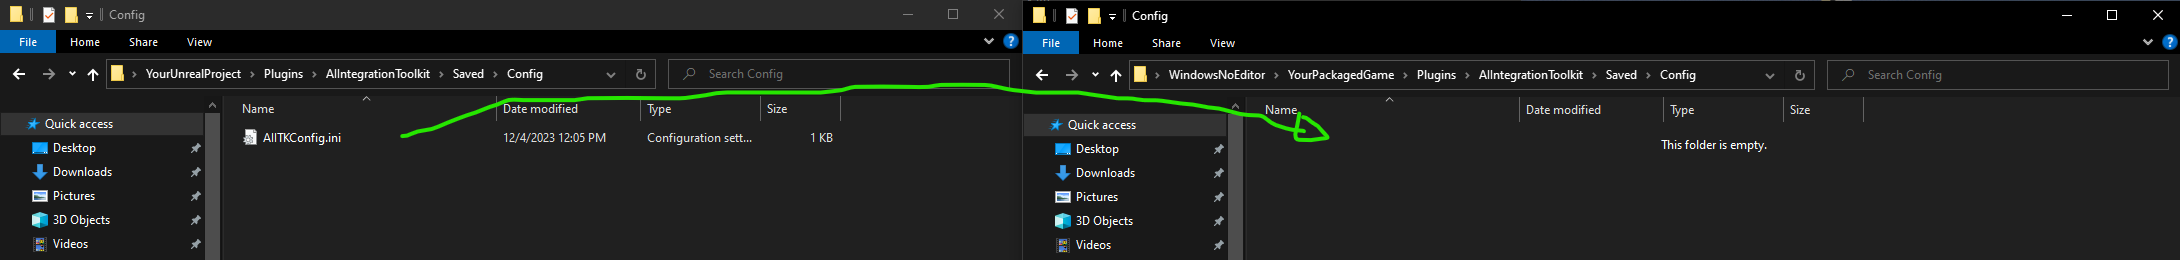 Config
File Home Share View
YourUnrealProject Plugins AIIntegrationToolkit Saved Config
Search Config
Name Date modified Type Size
Quick access
AIITKConfig.ini 12/4/2023 12:05 PM Configuration sett... 1 KB
Desktop
Downloads
Pictures
3D Objects
Videos
Config
File Home Share View
WindowsNoEditor YourPackagedGame Plugins AIIntegrationToolkit Saved Config
Search Config
Name Date modified Type Size
Quick access
This folder is empty.
Desktop
Downloads
Pictures
3D Objects
Videos